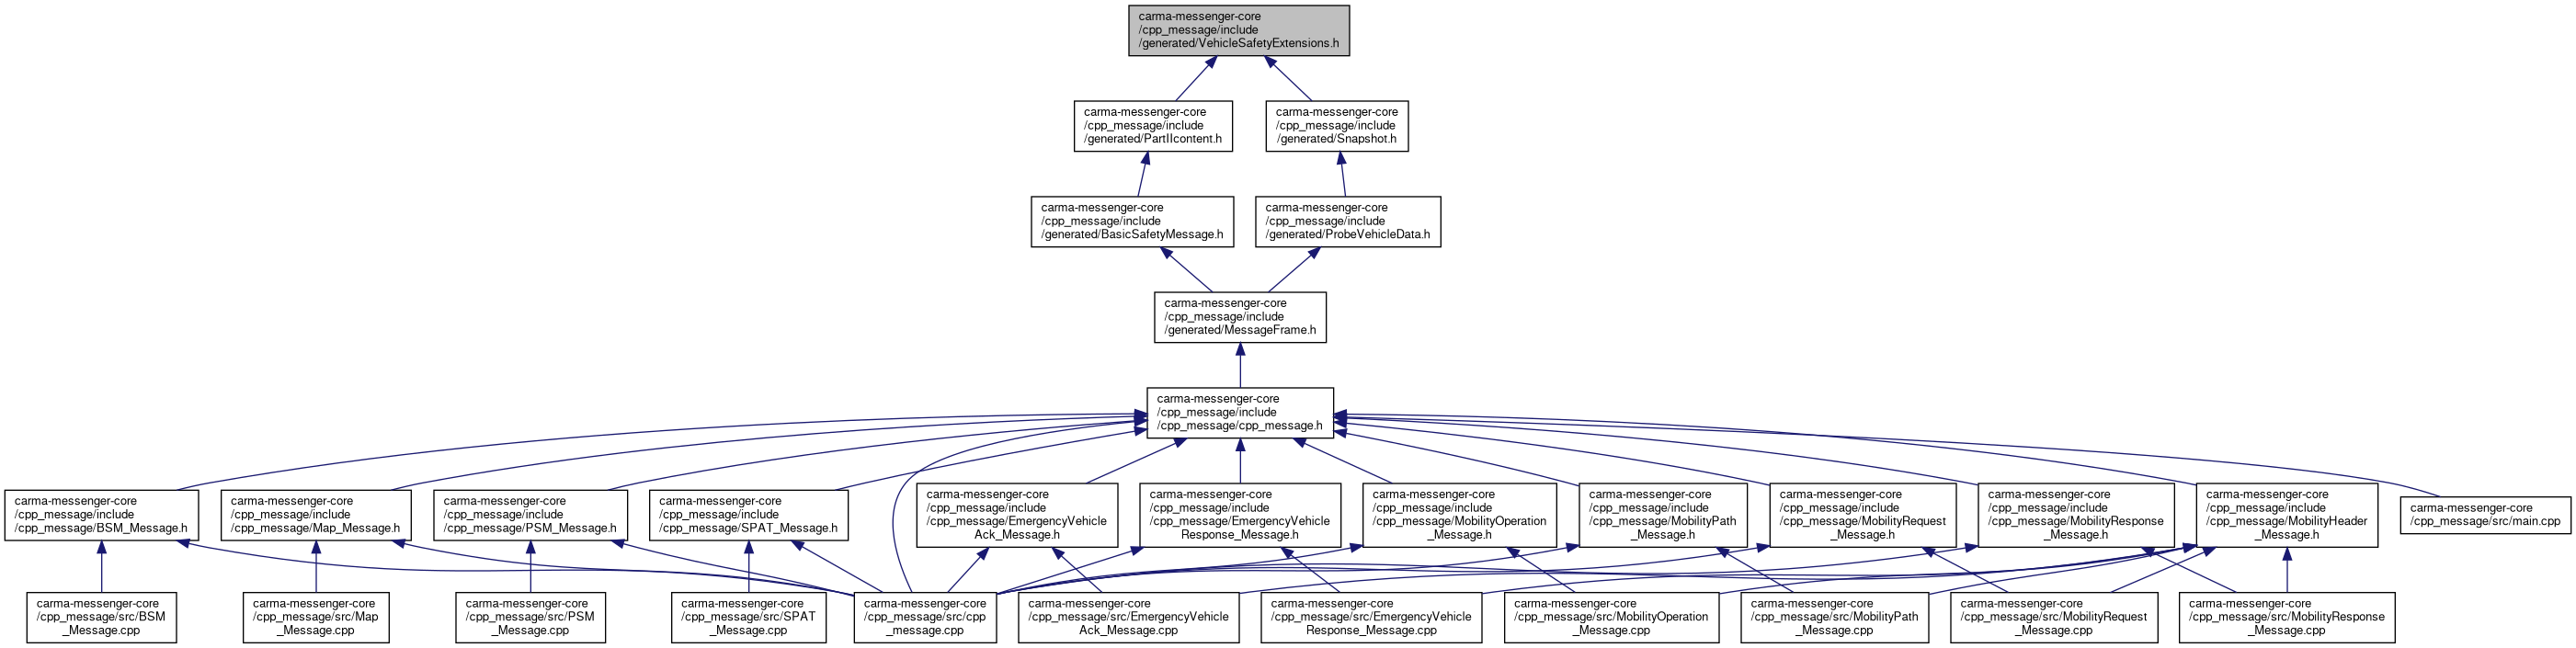 carma-messenger-core
/cpp_message/include
/generated/VehicleSafetyExtensions.h
carma-messenger-core
/cpp_message/include
/generated/PartIIcontent.h
carma-messenger-core
/cpp_message/include
/generated/Snapshot.h
carma-messenger-core
/cpp_message/include
/generated/BasicSafetyMessage.h
carma-messenger-core
/cpp_message/include
/generated/ProbeVehicleData.h
carma-messenger-core
/cpp_message/include
/generated/MessageFrame.h
carma-messenger-core
/cpp_message/include
/cpp_message/cpp_message.h
carma-messenger-core
/cpp_message/include
/cpp_message/BSM_Message.h
carma-messenger-core
/cpp_message/include
/cpp_message/Map_Message.h
carma-messenger-core
/cpp_message/include
/cpp_message/PSM_Message.h
carma-messenger-core
/cpp_message/include
/cpp_message/SPAT_Message.h
carma-messenger-core
/cpp_message/include
/cpp_message/EmergencyVehicle
Ack_Message.h
carma-messenger-core
/cpp_message/include
/cpp_message/EmergencyVehicle
Response_Message.h
carma-messenger-core
/cpp_message/include
/cpp_message/MobilityOperation
_Message.h
carma-messenger-core
/cpp_message/include
/cpp_message/MobilityPath
_Message.h
carma-messenger-core
/cpp_message/include
/cpp_message/MobilityRequest
_Message.h
carma-messenger-core
/cpp_message/include
/cpp_message/MobilityResponse
_Message.h
carma-messenger-core
/cpp_message/include
/cpp_message/MobilityHeader
_Message.h
carma-messenger-core
/cpp_message/src/main.cpp
carma-messenger-core
/cpp_message/src/BSM
_Message.cpp
carma-messenger-core
/cpp_message/src/Map
_Message.cpp
carma-messenger-core
/cpp_message/src/PSM
_Message.cpp
carma-messenger-core
/cpp_message/src/SPAT
_Message.cpp
carma-messenger-core
/cpp_message/src/cpp
_message.cpp
carma-messenger-core
/cpp_message/src/EmergencyVehicle
Ack_Message.cpp
carma-messenger-core
/cpp_message/src/EmergencyVehicle
Response_Message.cpp
carma-messenger-core
/cpp_message/src/MobilityOperation
_Message.cpp
carma-messenger-core
/cpp_message/src/MobilityPath
_Message.cpp
carma-messenger-core
/cpp_message/src/MobilityRequest
_Message.cpp
carma-messenger-core
/cpp_message/src/MobilityResponse
_Message.cpp